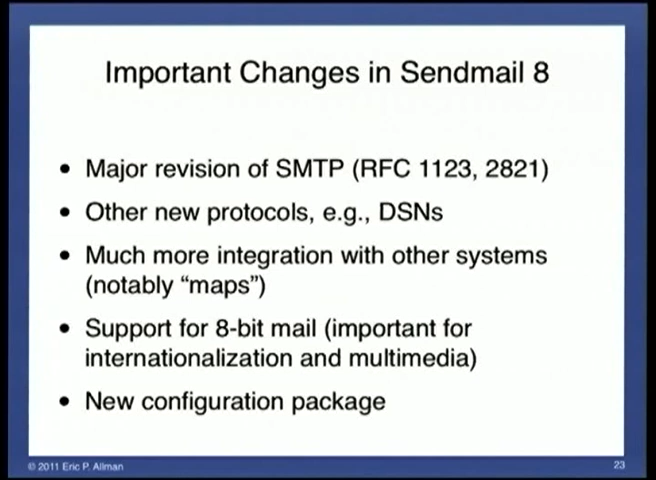 Important Changes in Sendmail 8
• Major revision of SMTP (RFC 1123, 2821)
• Other new protocols, e.g., DSNs
• Much more integration with other systems
(notably “maps”)
• Support for 8-bit mail (important for
internationalization and multimedia)
• New configuration package
© 2011 Eric P. Allman
23